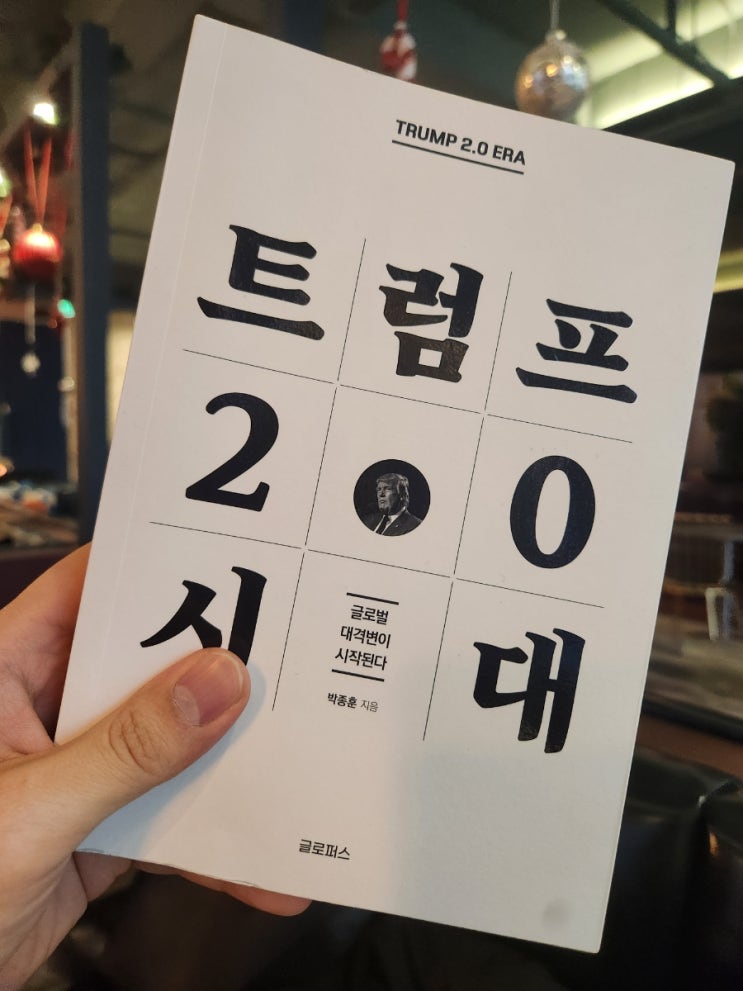 TRUMP 2.0 ERA
트럼프
2 0
시대
글로벌
대격변이
시작된다
박종훈 지음
글로퍼스